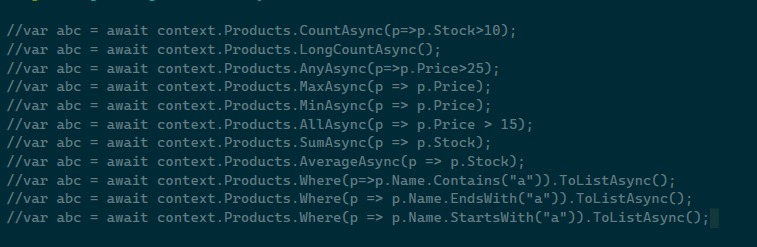 //var abc = await context.Products.CountAsync(p=>p.Stock>10);
//var abc = await context.Products.LongCountAsync();
//var abc = await context.Products.AnyAsync(p=>p.Price>25);
//var abc = await context.Products.MaxAsync(p => p.Price);
//var abc = await context.Products.MinAsync(p => p.Price);
//var abc = await context.Products.AllAsync(p => p.Price > 15);
//var abc = await context.Products.SumAsync(p => p.Stock);
//var abc = await context.Products.AverageAsync(p => p.Stock);
//var abc = await context.Products.Where(p=>p.Name.Contains("a")).ToListAsync();
//var abc = await context.Products.Where(p => p.Name.EndsWith("a")).ToListAsync();
//var abc = await context.Products.Where(p => p.Name.StartsWith("a")).ToListAsync();